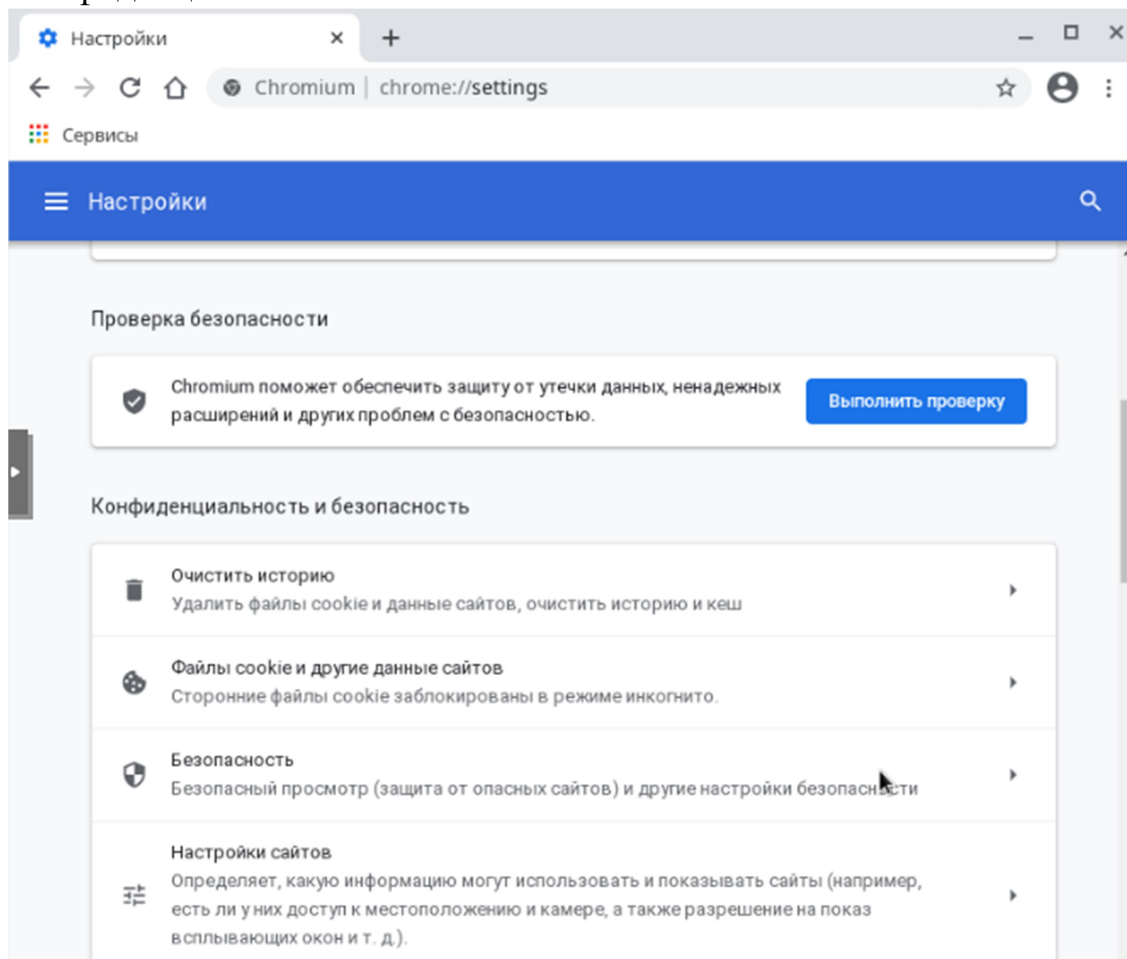 Настройки
Chromium | chrome://settings
Сервисы
Настройки
Проверка безопасности
Chromium поможет обеспечить защиту от утечки данных, ненадежных
расширений и других проблем с безопасностью.
Выполнить проверку
Конфиденциальность и безопасность
Очистить историю
Удалить файлы cookie и данные сайтов, очистить историю и кеш
Файлы cookie и другие данные сайтов
Сторонние файлы cookie заблокированы в режиме инкогнито.
Безопасность
Безопасный просмотр (защита от опасных сайтов) и другие настройки безопасности
Настройки сайтов
Определяет, какую информацию могут использовать и показывать сайты (например,
есть ли у них доступ к местоположению и камере, а также разрешение на показ
всплывающих окон и т. д.).